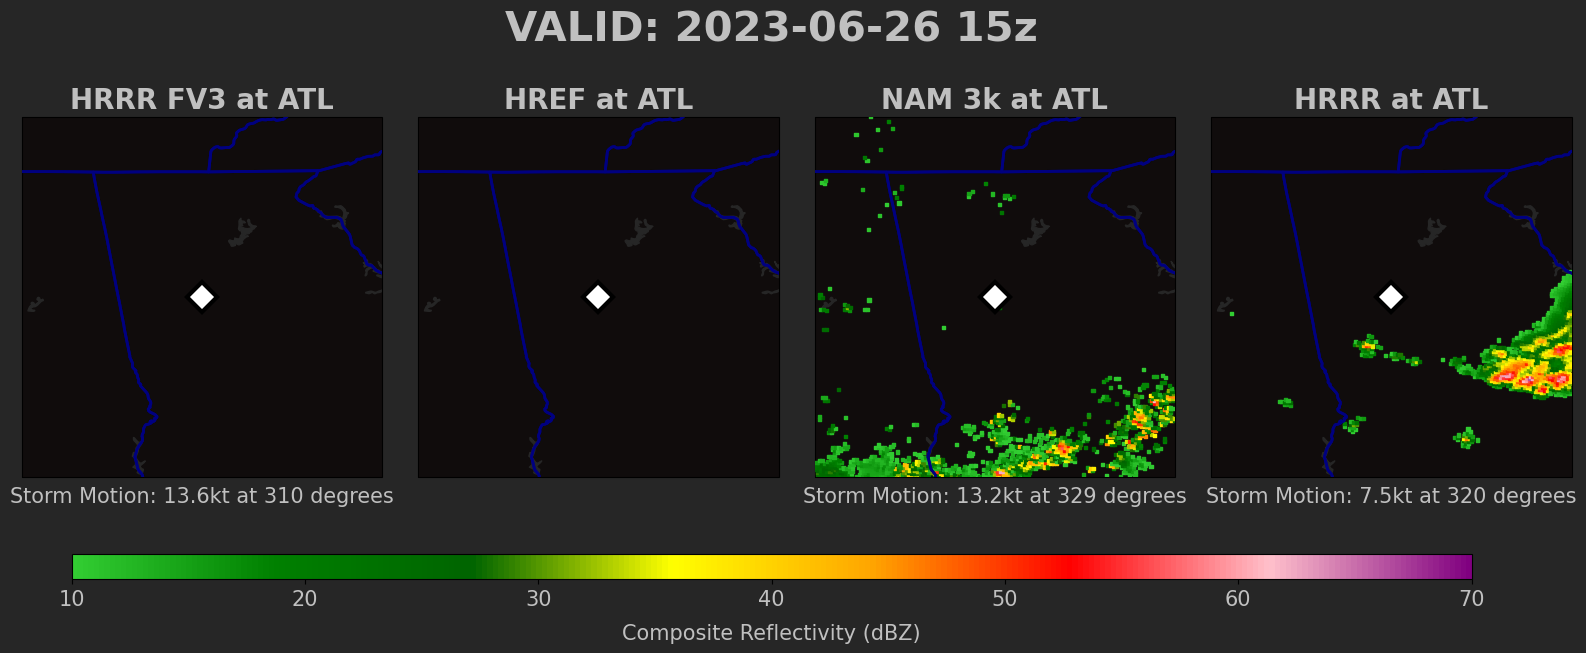 VALID: 2023-06-26 15z
HRRR FV3 at ATL
HREF at ATL
NAM 3k at ATL
HRRR at ATL
Storm Motion: 13.6kt at 310 degrees
Storm Motion: 13.2kt at 329 degrees
Storm Motion: 7.5kt at 320 degrees
10 20 30 40 50 60 70
Composite Reflectivity (dBZ)